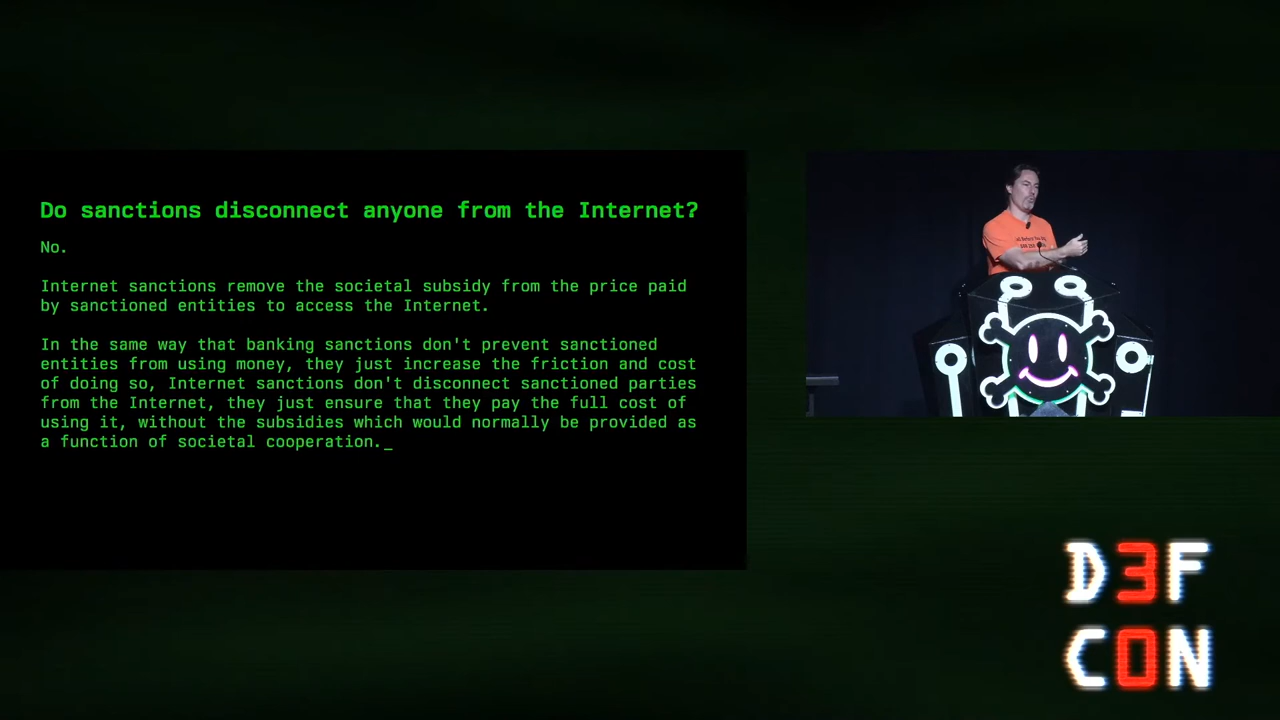 Do sanctions disconnect anyone from the Internet?
No.
Internet sanctions remove the societal subsidy from the price paid
by sanctioned entities to access the Internet.
In the same way that banking sanctions don't prevent sanctioned
entities from using money, they just increase the friction and cost
of doing so, Internet sanctions don't disconnect sanctioned parties
from the Internet, they just ensure that they pay the full cost of
using it, without the subsidies which would normally be provided as
a function of societal cooperation._
D3F
C0N